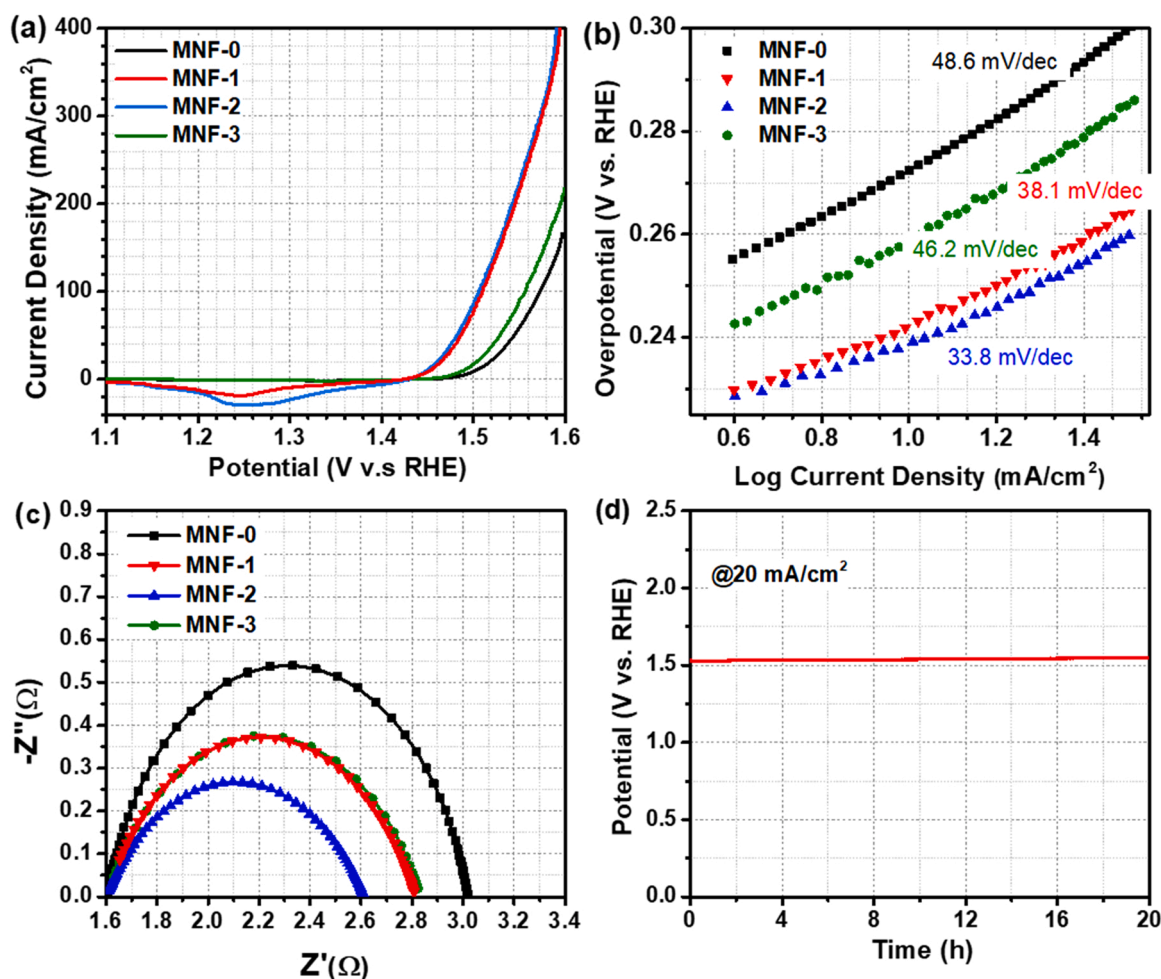 (a)
MNF-0
MNF-1
MNF-2
MNF-3
400
300
200
100
0
Current Density (mA/cm²)
1.1 1.2 1.3 1.4 1.5 1.6
Potential (V v.s RHE)
(b)
MNF-0
MNF-1
MNF-2
MNF-3
48.6 mV/dec
38.1 mV/dec
46.2 mV/dec
33.8 mV/dec
0.30
0.28
0.26
0.24
Overpotential (V vs. RHE)
0.6 0.8 1.0 1.2 1.4
Log Current Density (mA/cm²)
(c)
MNF-0
MNF-1
MNF-2
MNF-3
0.9
0.8
0.7
0.6
0.5
0.4
0.3
0.2
0.1
0.0
-Z''(Ω)
1.6 1.8 2.0 2.2 2.4 2.6 2.8 3.0 3.2 3.4
Z'(Ω)
(d)
@20 mA/cm²
2.5
2.0
1.5
1.0
0.5
0.0
Potential (V vs. RHE)
0 4 8 12 16 20
Time (h)